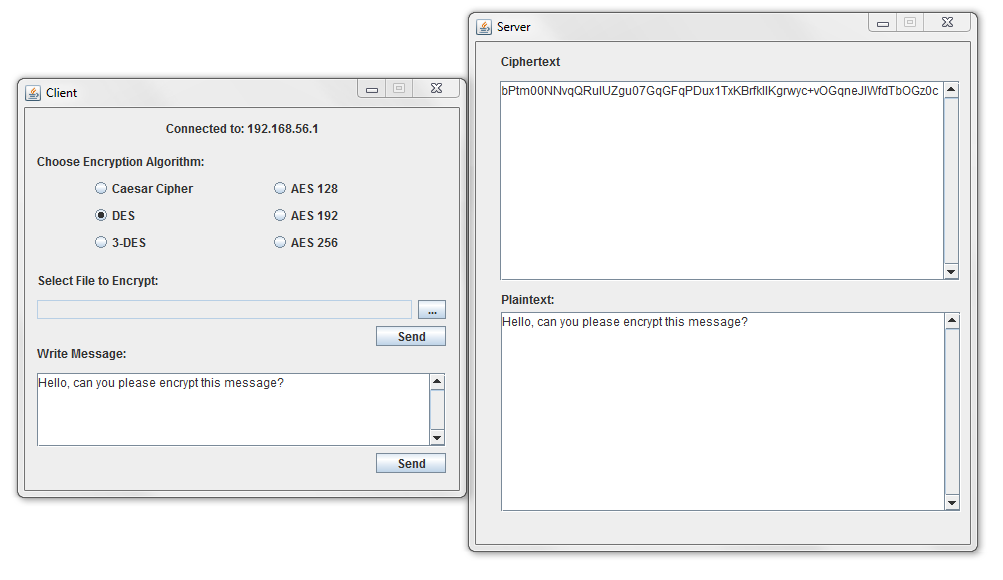 Client
Connected to: 192.168.56.1
Choose Encryption Algorithm:
Caesar Cipher
AES 128
DES
AES 192
3-DES
AES 256
Select File to Encrypt:
...
Send
Write Message:
Hello, can you please encrypt this message?
Send
Server
Ciphertext
bPtm00NNvqQRuIUZgu07GqGFqPDux1TxKBrfkIlKgrwyc+vOGqneJIWfdTbOGz0c
Plaintext:
Hello, can you please encrypt this message?